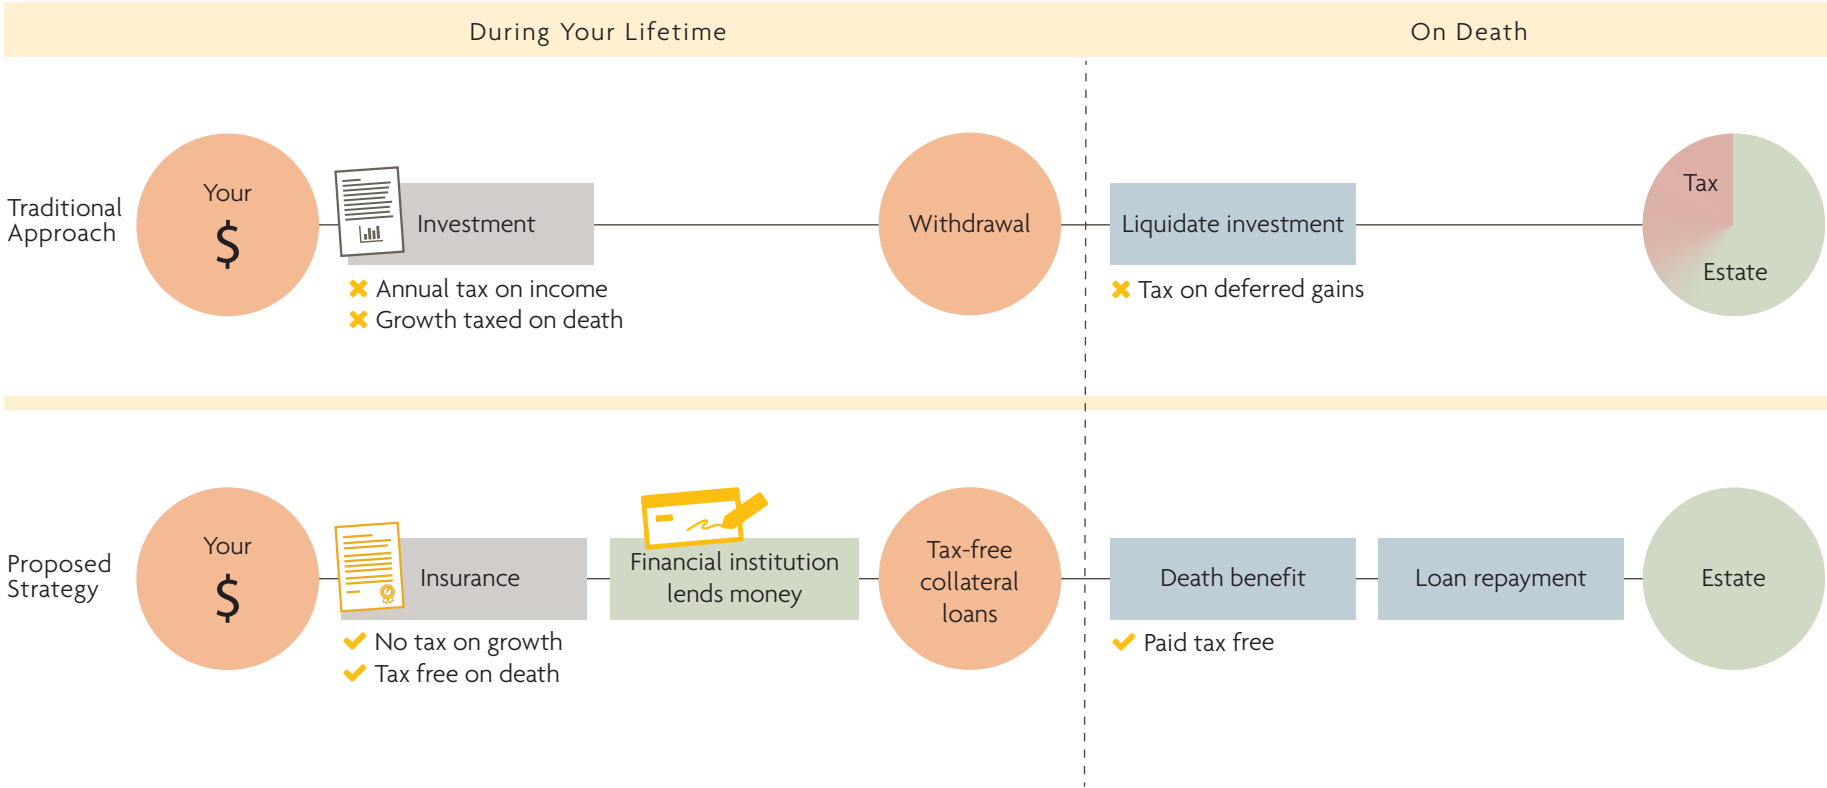 During Your Lifetime
On Death
Traditional
Approach
Your
$
Investment
Annual tax on income
Growth taxed on death
Withdrawal
Liquidate investment
Tax on deferred gains
Tax
Estate
Proposed
Strategy
Your
$
Insurance
No tax on growth
Tax free on death
Financial institution
lends money
Tax-free
collateral
loans
Death benefit
Paid tax free
Loan repayment
Estate